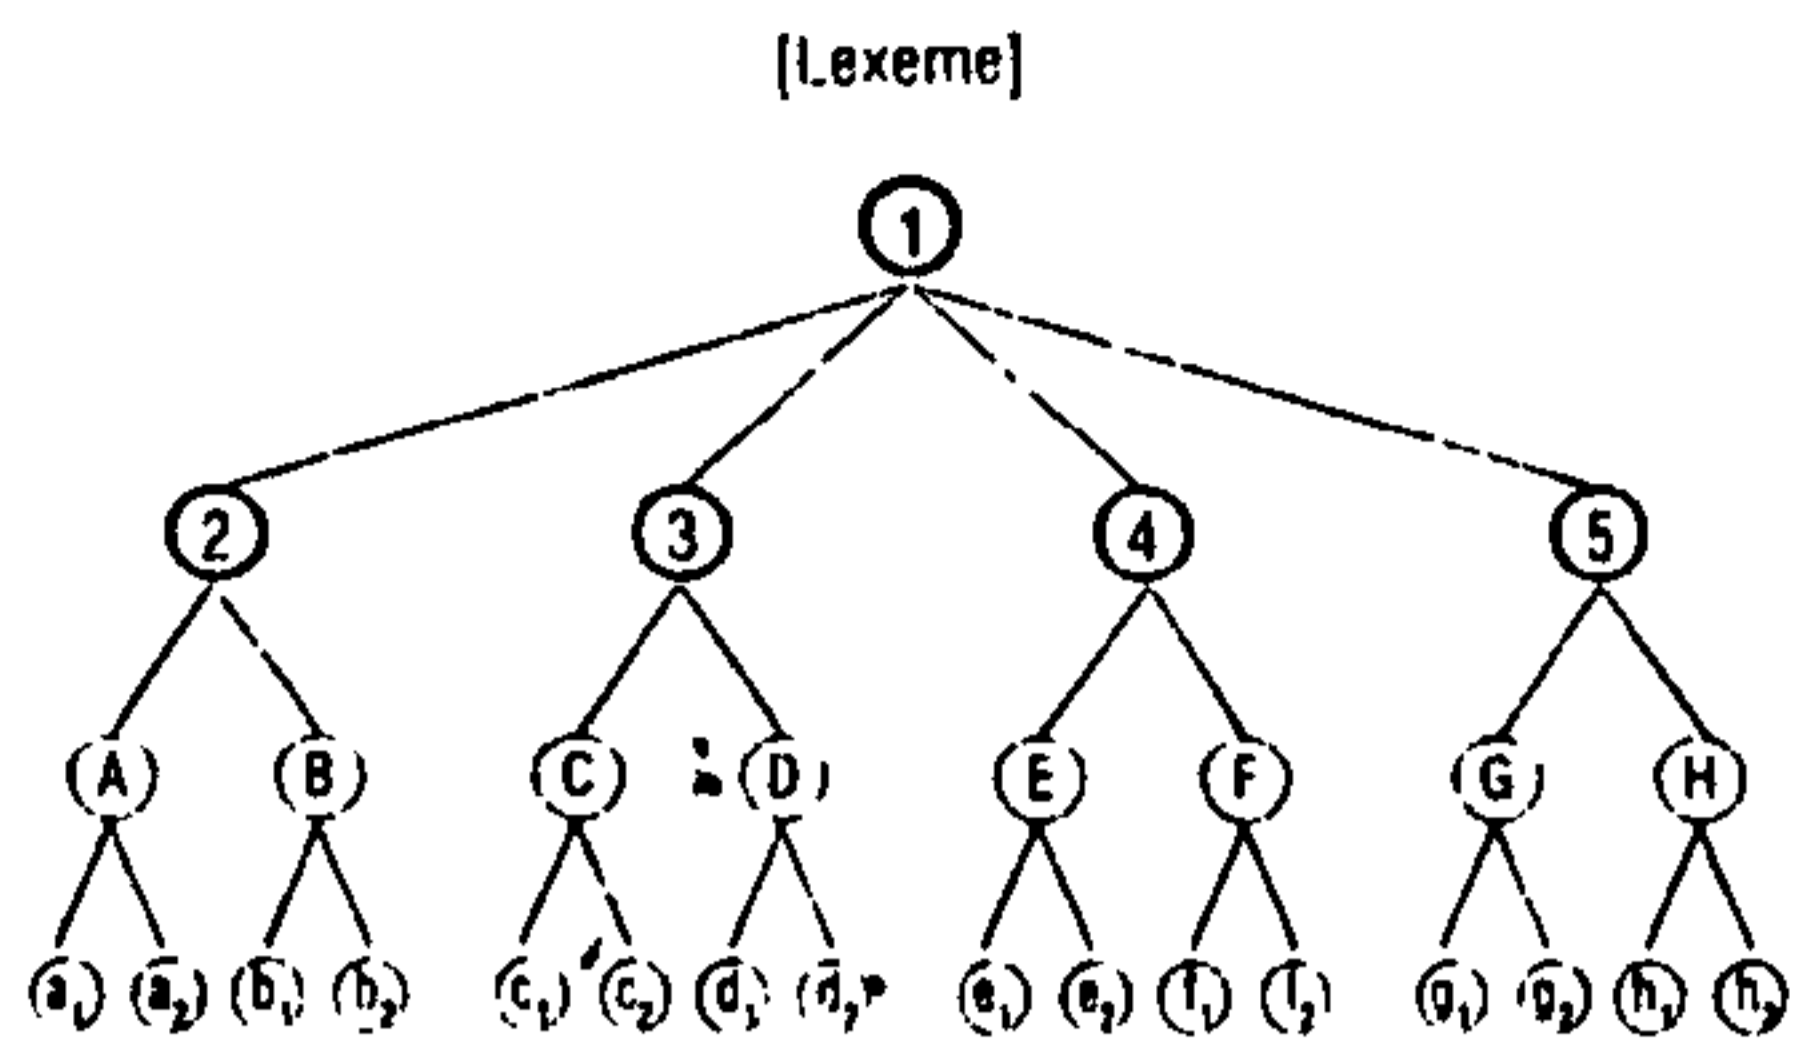 [Lexeme]
1
2 3 4 5
A B C D E F G H
a₁ a₂ b₁ b₂ c₁ c₂ d₁ d₂ e₁ e₂ f₁ f₂ g₁ g₂ h₁ h₂